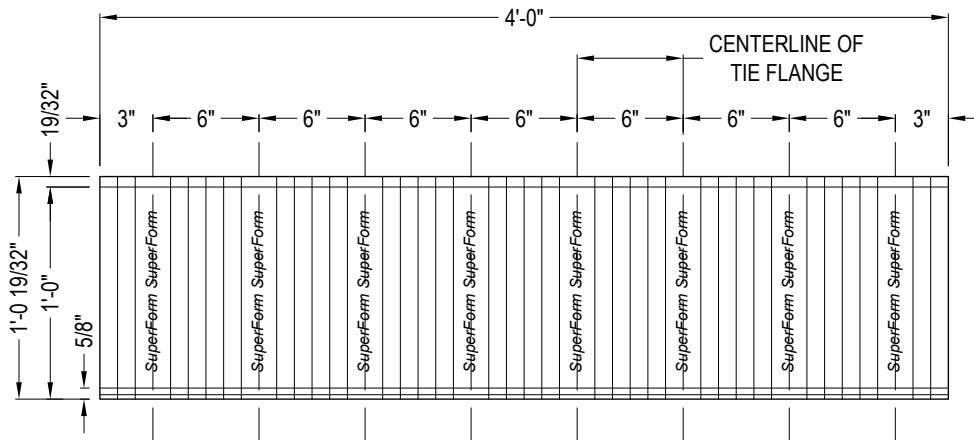 4'-0"
CENTERLINE OF
TIE FLANGE
19/32"
3"
6"
6"
6"
6"
6"
6"
6"
3"
1'-0 19/32"
1'-0"
5/8"
SuperForm SuperForm
SuperForm SuperForm
SuperForm SuperForm
SuperForm SuperForm
SuperForm SuperForm
SuperForm SuperForm
SuperForm SuperForm
SuperForm SuperForm